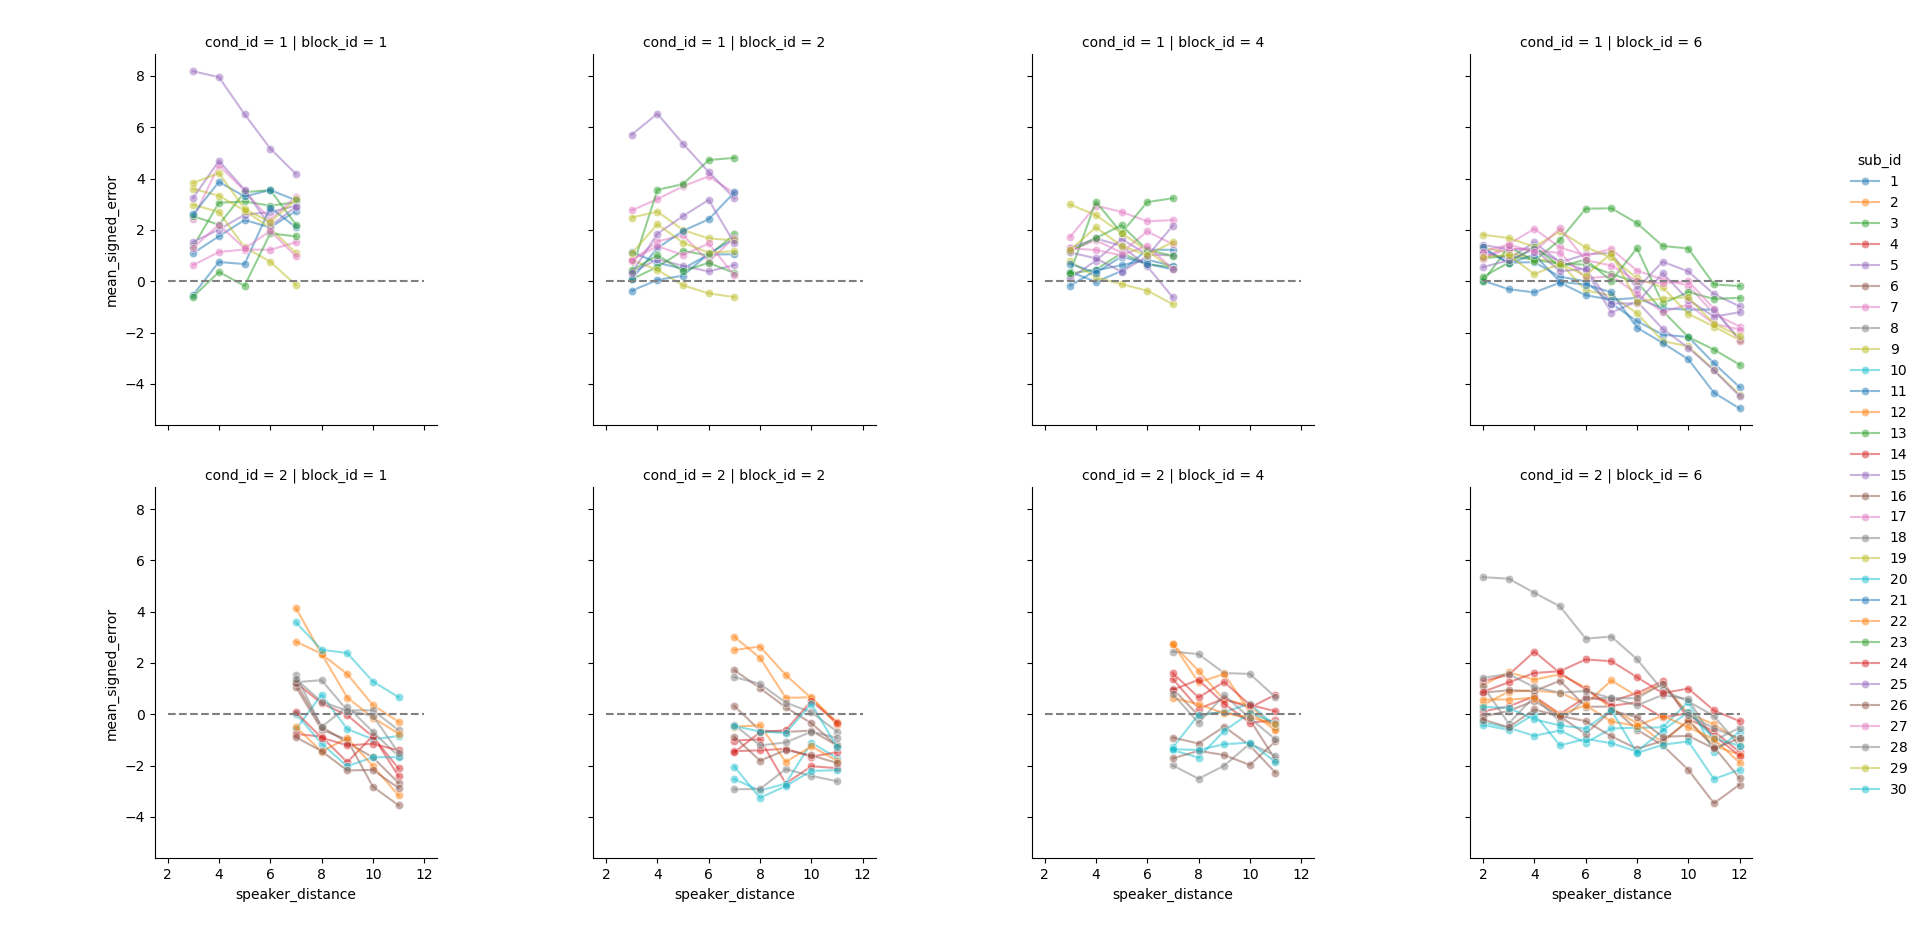 cond_id = 1 | block_id = 1
cond_id = 1 | block_id = 2
cond_id = 1 | block_id = 4
cond_id = 1 | block_id = 6
mean_signed_error
8
6
4
2
0
−2
−4
cond_id = 2 | block_id = 1
cond_id = 2 | block_id = 2
cond_id = 2 | block_id = 4
cond_id = 2 | block_id = 6
mean_signed_error
8
6
4
2
0
−2
−4
2 4 6 8 10 12
2 4 6 8 10 12
2 4 6 8 10 12
2 4 6 8 10 12
speaker_distance
speaker_distance
speaker_distance
speaker_distance
sub_id
1
2
3
4
5
6
7
8
9
10
11
12
13
14
15
16
17
18
19
20
21
22
23
24
25
26
27
28
29
30